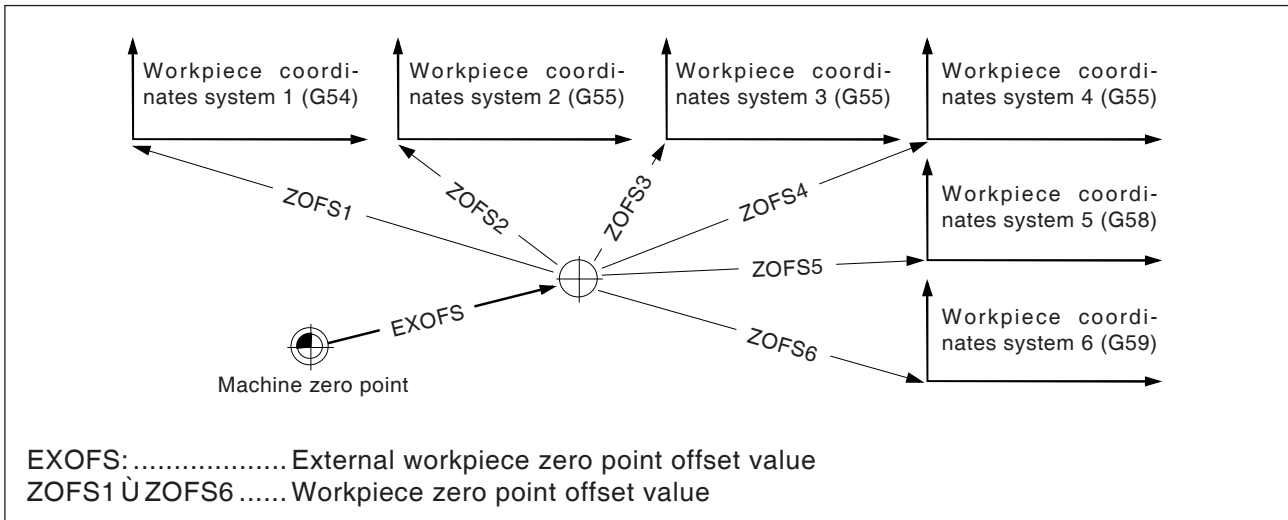 Workpiece coordi-
nates system 1 (G54)
Workpiece coordi-
nates system 2 (G55)
Workpiece coordi-
nates system 3 (G55)
Workpiece coordi-
nates system 4 (G55)
ZOFS1
ZOFS2
ZOFS3
ZOFS4
Workpiece coordi-
nates system 5 (G58)
ZOFS5
EXOFS
ZOFS6
Workpiece coordi-
nates system 6 (G59)
Machine zero point
EXOFS: ................... External workpiece zero point offset value
ZOFS1 Ù ZOFS6 ...... Workpiece zero point offset value